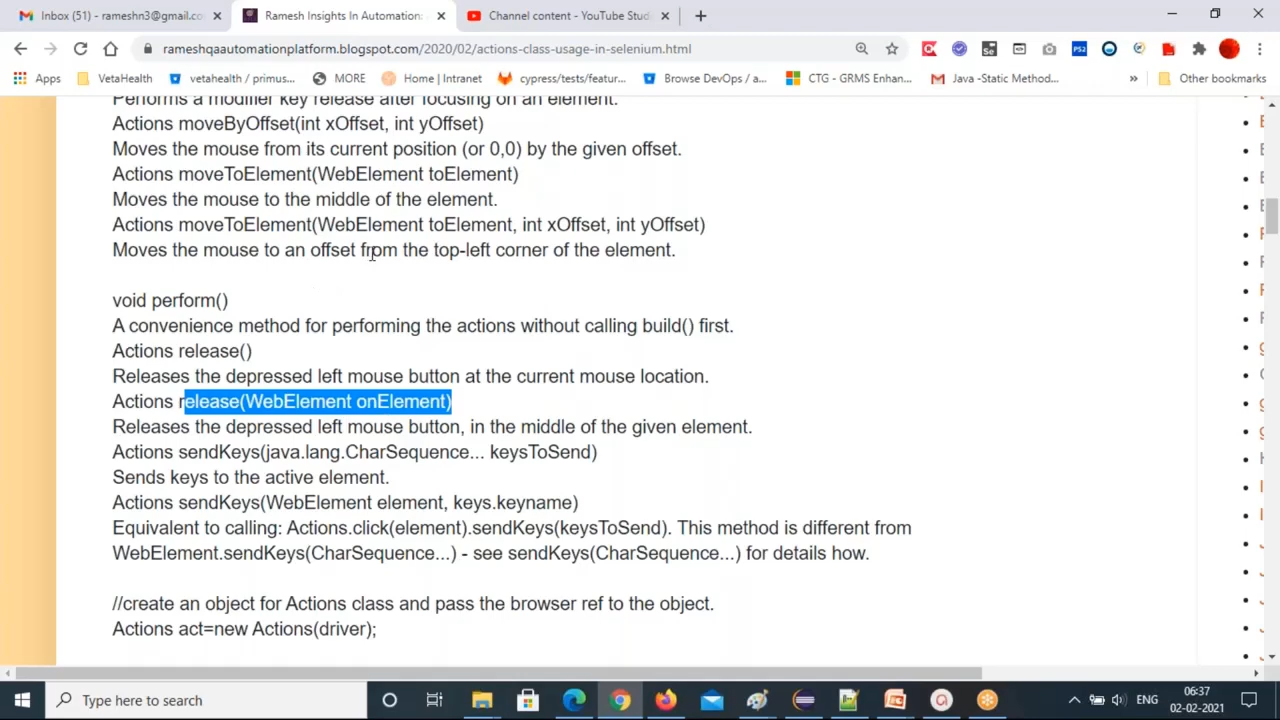 Inbox (51) - rameshn3@gmail.co
Ramesh Insights In Automation:
Channel content - YouTube Stud
rameshqaautomationplatform.blogspot.com/2020/02/actions-class-usage-in-selenium.html
Apps
VetaHealth
vetahealth / primus...
MORE
Home | Intranet
cypress/tests/featur...
Browse DevOps / a...
CTG - GRMS Enhan...
Java -Static Method...
»
Other bookmarks
Performs a modifier key release after focusing on an element.
Actions moveByOffset(int xOffset, int yOffset)
Moves the mouse from its current position (or 0,0) by the given offset.
Actions moveToElement(WebElement toElement)
Moves the mouse to the middle of the element.
Actions moveToElement(WebElement toElement, int xOffset, int yOffset)
Moves the mouse to an offset from the top-left corner of the element.
void perform()
A convenience method for performing the actions without calling build() first.
Actions release()
Releases the depressed left mouse button at the current mouse location.
Actions release(WebElement onElement)
Releases the depressed left mouse button, in the middle of the given element.
Actions sendKeys(java.lang.CharSequence... keysToSend)
Sends keys to the active element.
Actions sendKeys(WebElement element, keys.keyname)
Equivalent to calling: Actions.click(element).sendKeys(keysToSend). This method is different from
WebElement.sendKeys(CharSequence...) - see sendKeys(CharSequence...) for details how.
//create an object for Actions class and pass the browser ref to the object.
Actions act=new Actions(driver);
Type here to search
ENG
06:37
02-02-2021